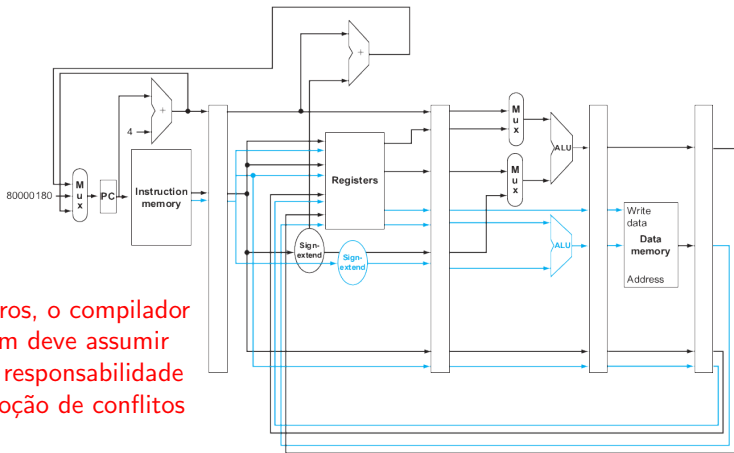 +
+
4
M
u
x
80000180
PC
Instruction
memory
Registers
Sign-
extend
Sign-
extend
M
u
x
M
u
x
ALU
ALU
Write
data
Data
memory
Address
ros, o compilador
m deve assumir
responsabilidade
oção de conflitos